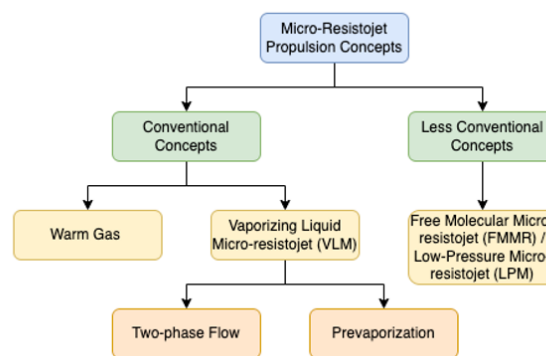 Micro-Resistojet
Propulsion Concepts
Conventional
Concepts
Less Conventional
Concepts
Warm Gas
Vaporizing Liquid
Micro-resistojet (VLM)
Free Molecular Micro-
resistojet (FMMR) /
Low-Pressure Micro-
resistojet (LPM)
Two-phase Flow
Prevaporization